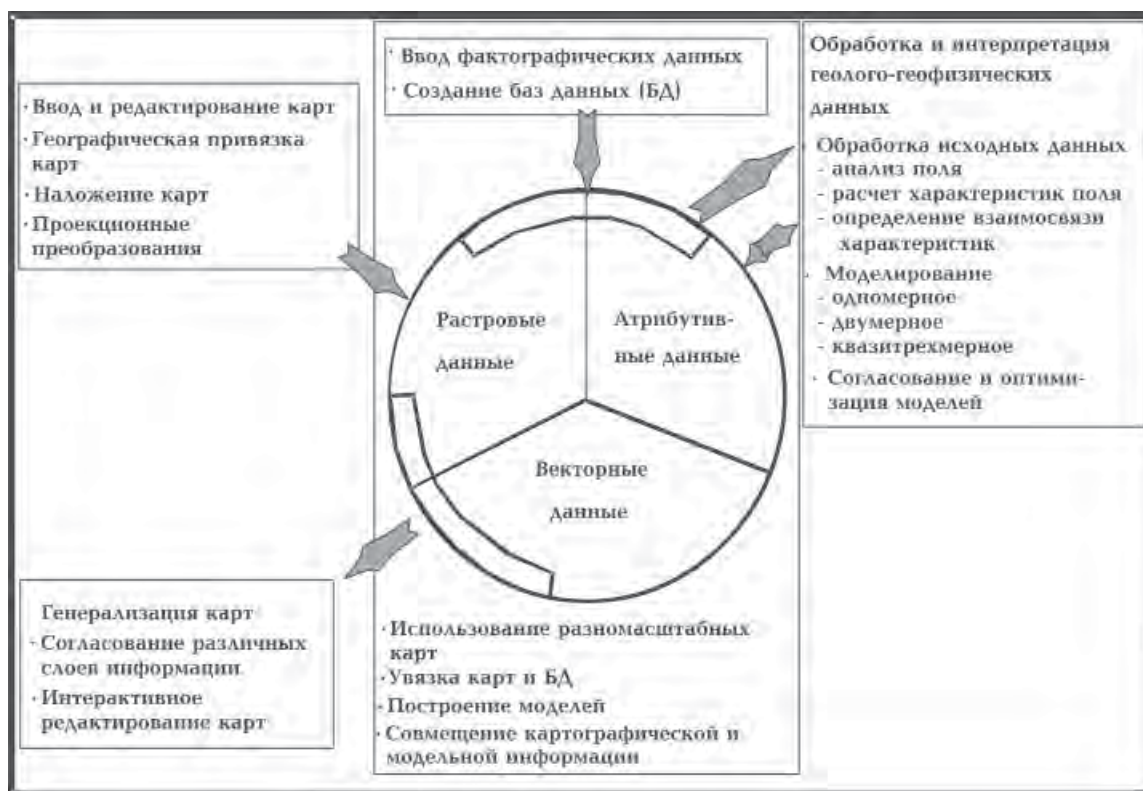 · Ввод и редактирование карт
· Географическая привязка
карт
· Наложение карт
· Проекционные
преобразования
· Ввод фактографических данных
· Создание баз данных (БД)
Обработка и интерпретация
геолого-геофизических
данных
· Обработка исходных данных
- анализ поля
- расчет характеристик поля
- определение взаимосвязи
характеристик
· Моделирование
- одномерное
- двумерное
- квазитрехмерное
· Согласование и оптими-
зация моделей
Растровые
данные
Атрибутив-
ные данные
Векторные
данные
Генерализация карт
· Согласование различных
слоев информации
· Интерактивное
редактирование карт
· Использование разномасштабных
карт
· Увязка карт и БД
· Построение моделей
· Совмещение картографической и
модельной информации